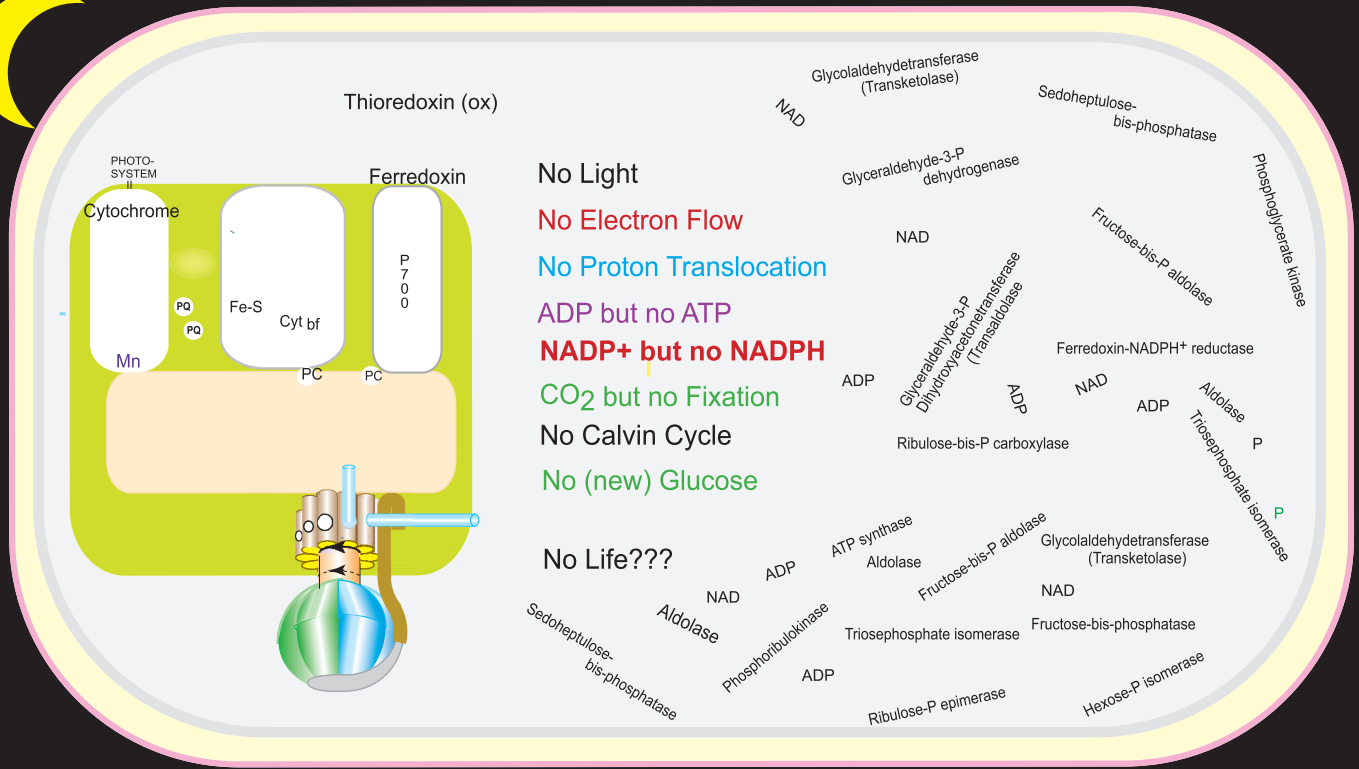 Thioredoxin (ox)
PHOTO-
SYSTEM
II
Cytochrome
Ferredoxin
P
7
0
0
PQ
PQ
Fe-S
Cyt bf
Mn
PC
PC
No Light
No Electron Flow
No Proton Translocation
ADP but no ATP
NADP+ but no NADPH
CO2 but no Fixation
No Calvin Cycle
No (new) Glucose
No Life???
Glycolaldehydetransferase
(Transketolase)
NAD
Sedoheptulose-
bis-phosphatase
Glyceraldehyde-3-P
dehydrogenase
Phosphoglycerate kinase
NAD
Fructose-bis-P aldolase
Glyceraldehyde-3-P
Dihydroxyacetonetransferase
(Transaldolase
Ferredoxin-NADPH+ reductase
ADP
ADP
NAD
ADP
Aldolase
Ribulose-bis-P carboxylase
P
Triosephosphate isomerase
P
ATP synthase
Aldolase
Fructose-bis-P aldolase
Glycolaldehydetransferase
(Transketolase)
ADP
NAD
NAD
Aldolase
Sedoheptulose-
bis-phosphatase
Phosphoribulokinase
Triosephosphate isomerase
Fructose-bis-phosphatase
ADP
Ribulose-P epimerase
Hexose-P isomerase